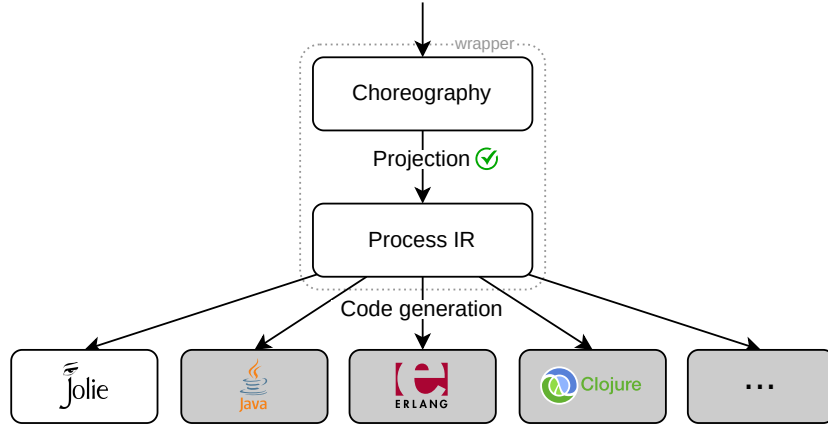 wrapper
Choreography
Projection
Process IR
Code generation
Jolie
Java
ERLANG
Clojure
...